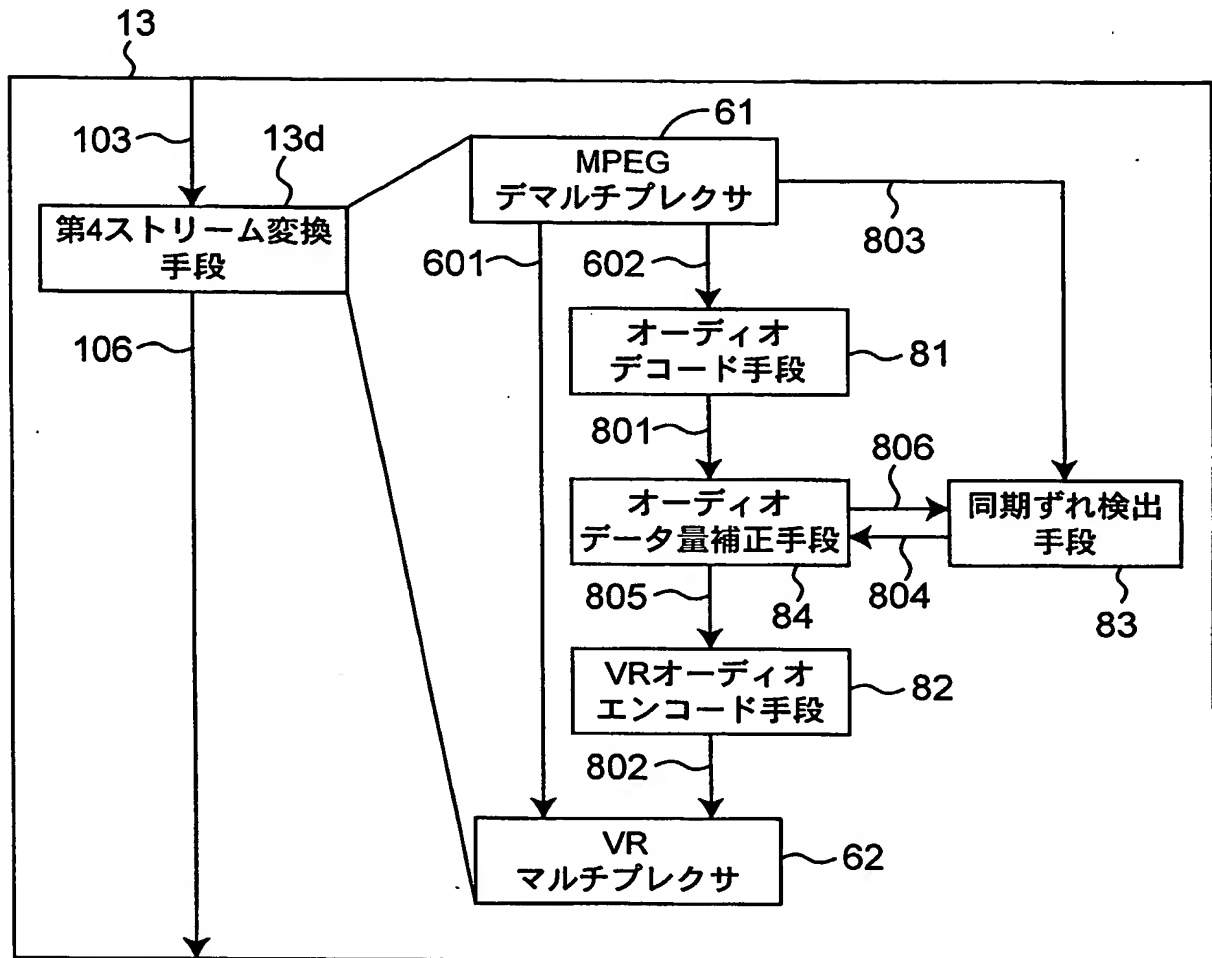 13
103
13d
第4ストリーム変換
手段
106
61
MPEG
デマルチプレクサ
803
601
602
オーディオ
デコード手段
81
801
806
オーディオ
データ量補正手段
同期ずれ検出
手段
804
805
84
83
VRオーディオ
エンコード手段
82
802
VR
マルチプレクサ
62